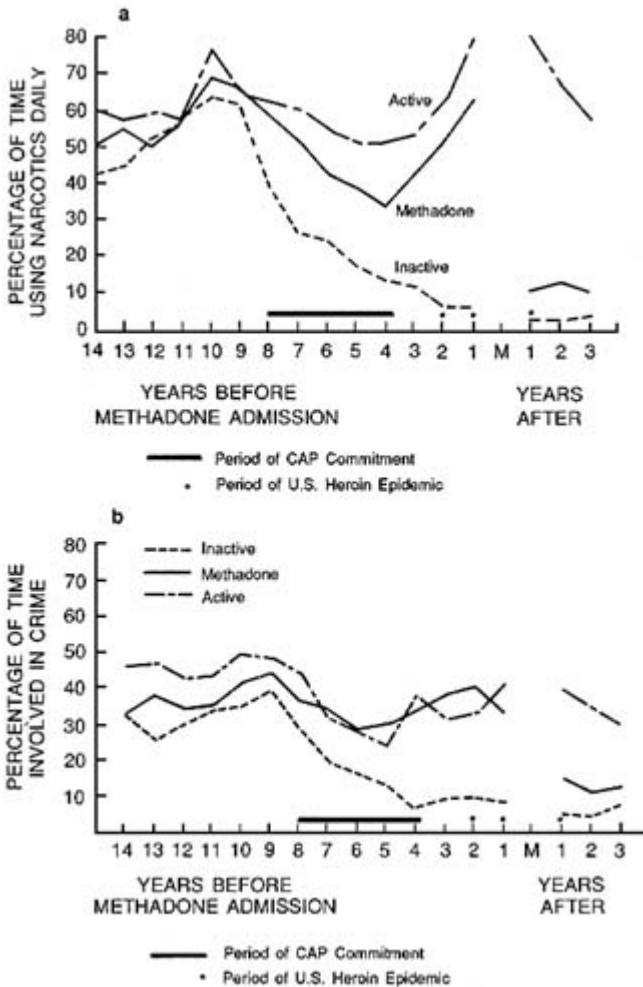 a
80
70
60
50
40
30
20
10
0
PERCENTAGE OF TIME
USING NARCOTICS DAILY
Active
Methadone
Inactive
14 13 12 11 10 9 8 7 6 5 4 3 2 1 M 1 2 3
YEARS BEFORE
METHADONE ADMISSION
YEARS
AFTER
Period of CAP Commitment
Period of U.S. Heroin Epidemic
b
80
70
60
50
40
30
20
10
PERCENTAGE OF TIME
INVOLVED IN CRIME
Inactive
Methadone
Active
14 13 12 11 10 9 8 7 6 5 4 3 2 1 M 1 2 3
YEARS BEFORE
METHADONE ADMISSION
YEARS
AFTER
Period of CAP Commitment
Period of U.S. Heroin Epidemic